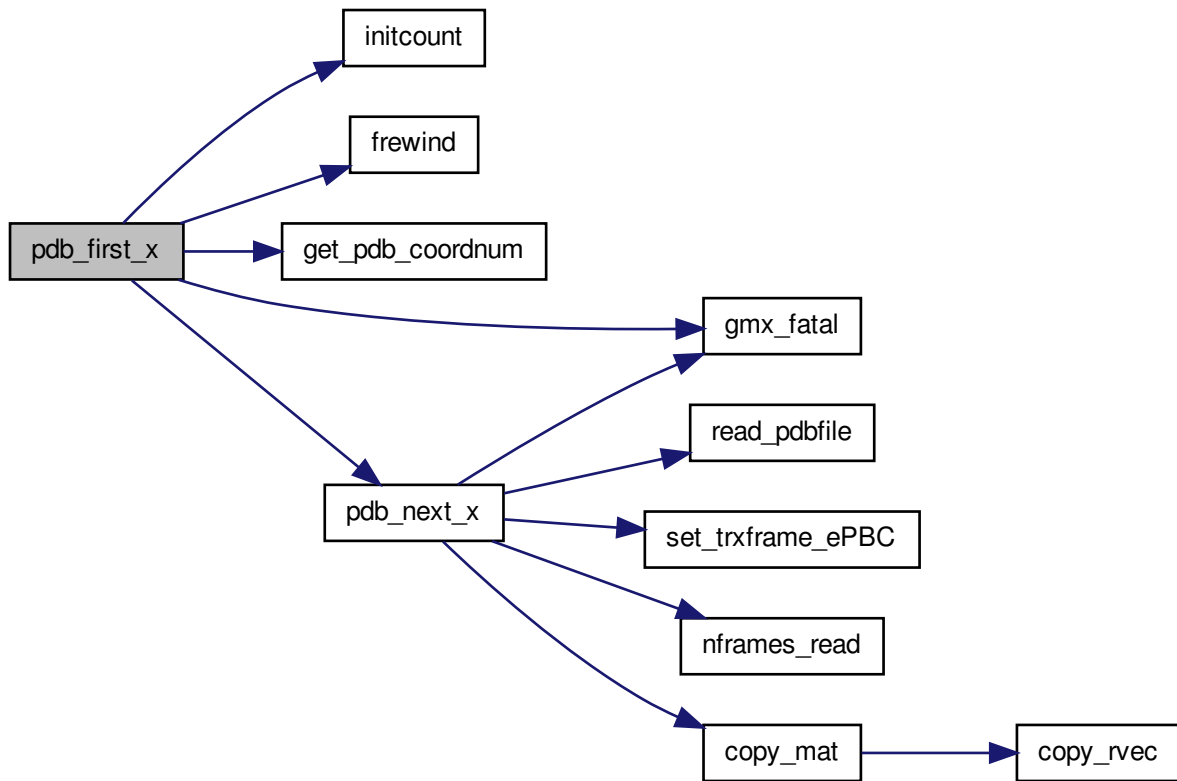 initcount
frewind
pdb_first_x
get_pdb_coordnum
gmx_fatal
read_pdbfile
pdb_next_x
set_trxframe_ePBC
nframes_read
copy_mat
copy_rvec